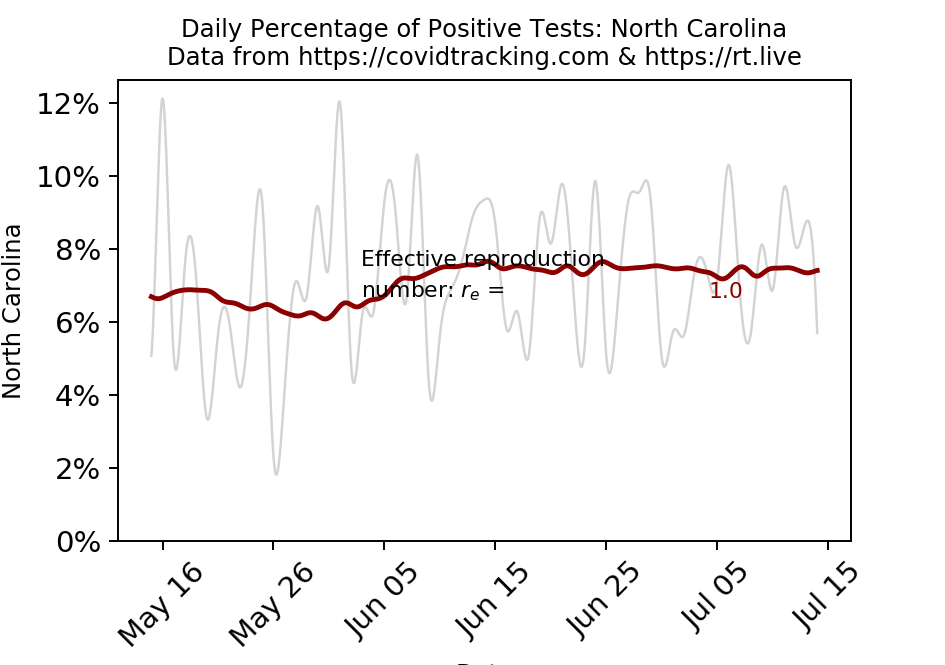 Daily Percentage of Positive Tests: North Carolina
Data from https://covidtracking.com & https://rt.live
12%
10%
8%
6%
4%
2%
0%
North Carolina
Effective reproduction
number: rₑ =
1.0
May 16
May 26
Jun 05
Jun 15
Jun 25
Jul 05
Jul 15